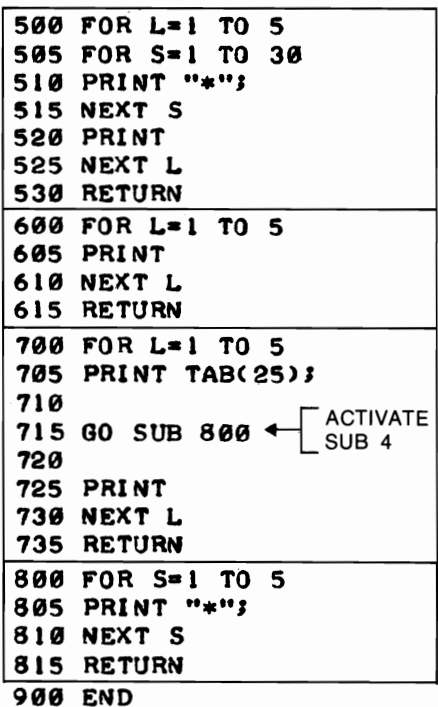 500 FOR L=1 TO 5
505 FOR S=1 TO 30
510 PRINT "*";
515 NEXT S
520 PRINT
525 NEXT L
530 RETURN
600 FOR L=1 TO 5
605 PRINT
610 NEXT L
615 RETURN
700 FOR L=1 TO 5
705 PRINT TAB(25);
710
715 GO SUB 800 ACTIVATE SUB 4
720
725 PRINT
730 NEXT L
735 RETURN
800 FOR S=1 TO 5
805 PRINT "*";
810 NEXT S
815 RETURN
900 END